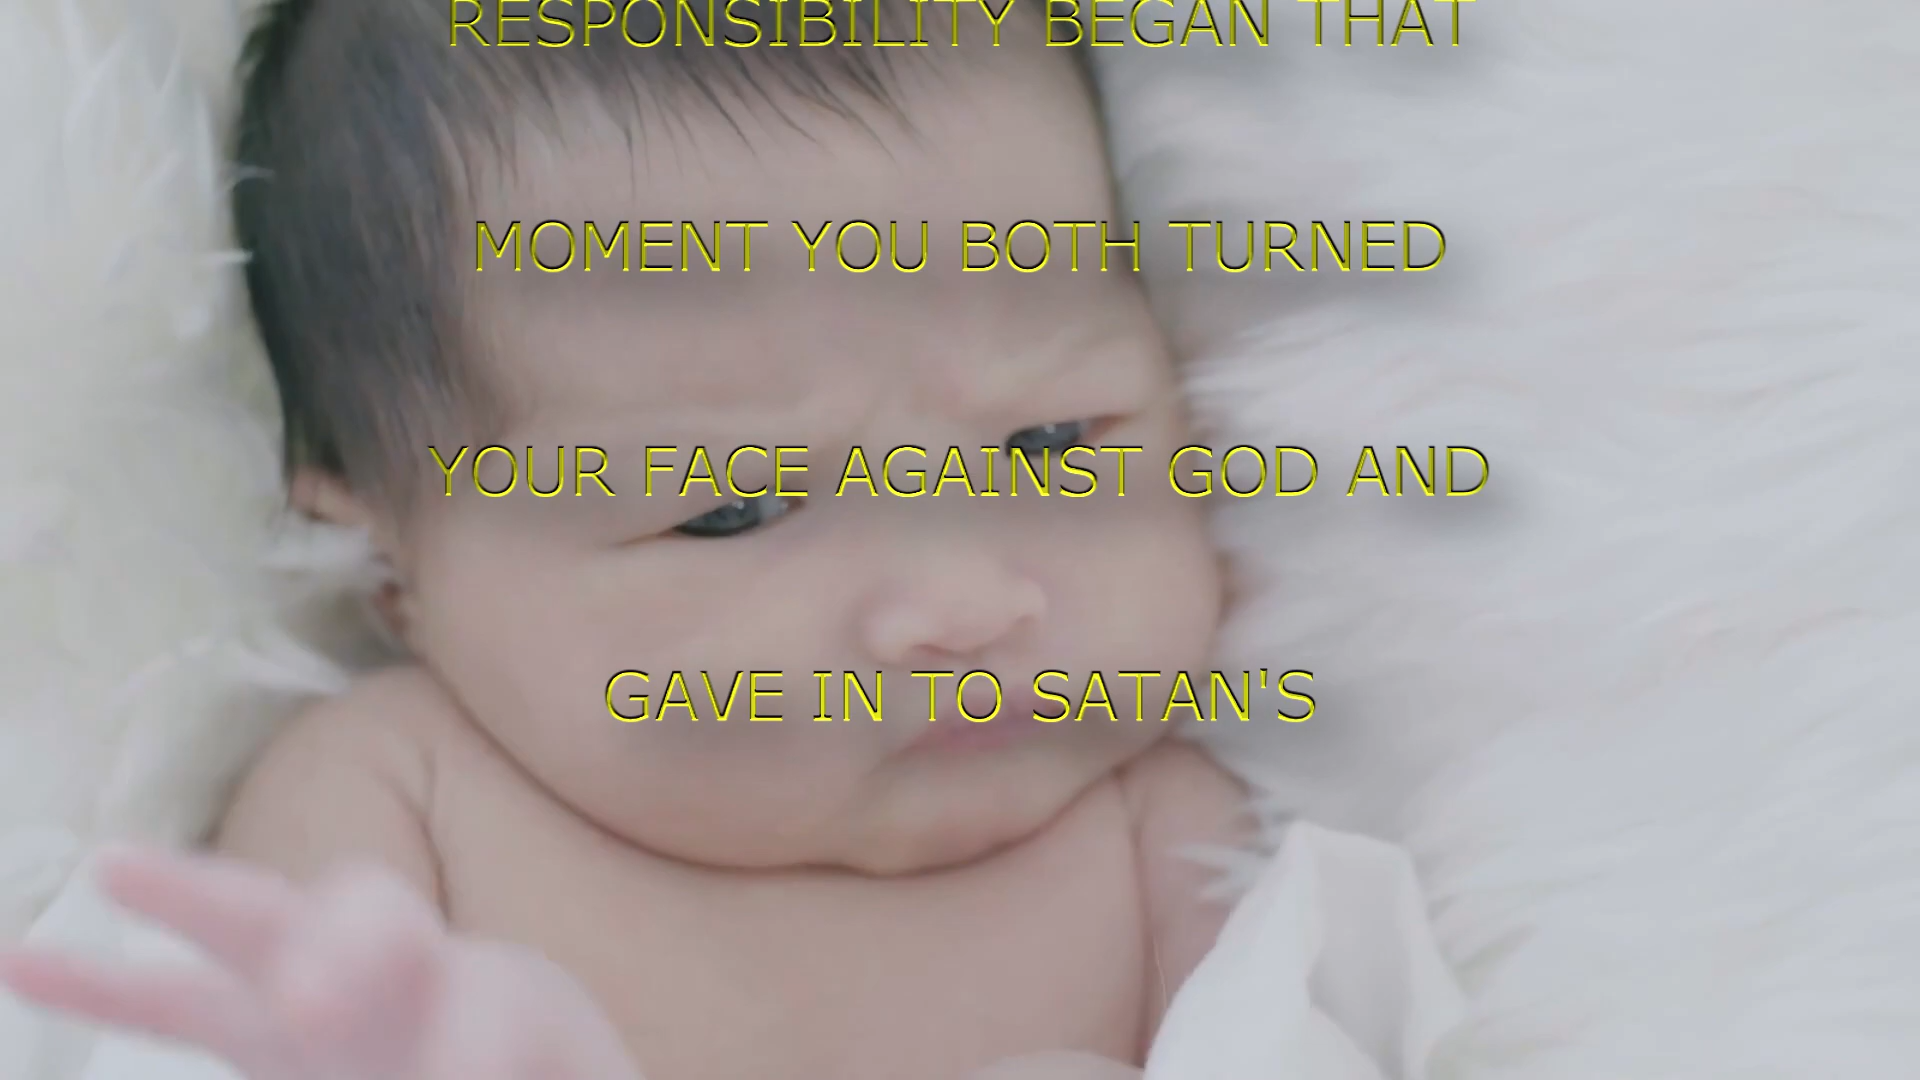 RESPONSIBILITY BEGAN THAT
MOMENT YOU BOTH TURNED
YOUR FACE AGAINST GOD AND
GAVE IN TO SATAN'S